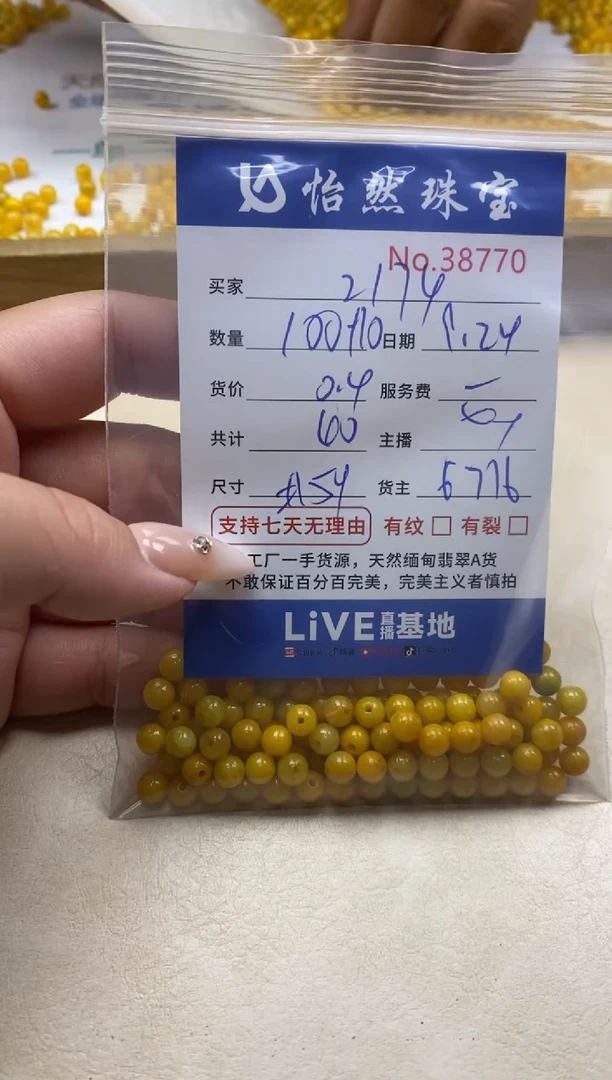 怡然珠宝
No.38770
买家 2174
数量 100+10 日期 .24
货价 0.4 服务费 —
共计 60 主播
尺寸 货主 6776
支持七天无理由 有纹 □ 有裂 □
工厂一手货源，天然缅甸翡翠A货
不敢保证百分百完美，完美主义者慎拍
LiVE直播基地